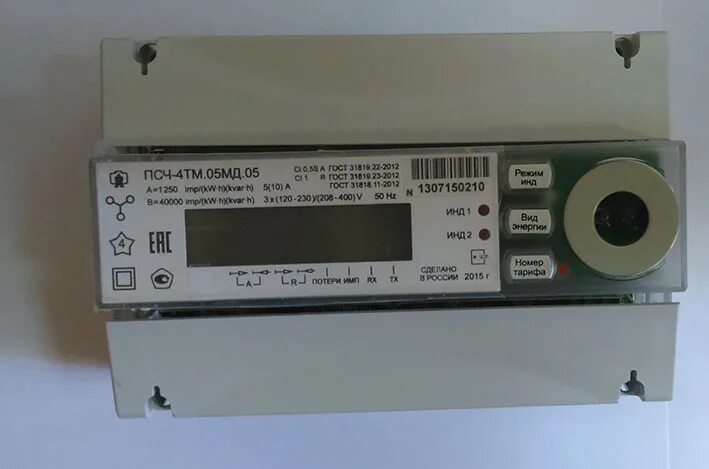 ПСЧ-4ТМ.05МД.05
Cl.0,5S A ГОСТ 31819.22-2012
Cl.1 R ГОСТ 31819.23-2012
ГОСТ 31818.11-2012
A=1250 imp/(kW·h)(kvar·h) 5(10) A
B=40000 imp/(kW·h)(kvar·h) 3x(120-230)/(208-400)V 50 Hz
N 1307150210
ИНД 1
ИНД 2
4
ЕАС
A
R
ПОТЕРИ ИМП RX TX
СДЕЛАНО
В РОССИИ 2015 г
Режим
инд
Вид
энергии
Номер
тарифа